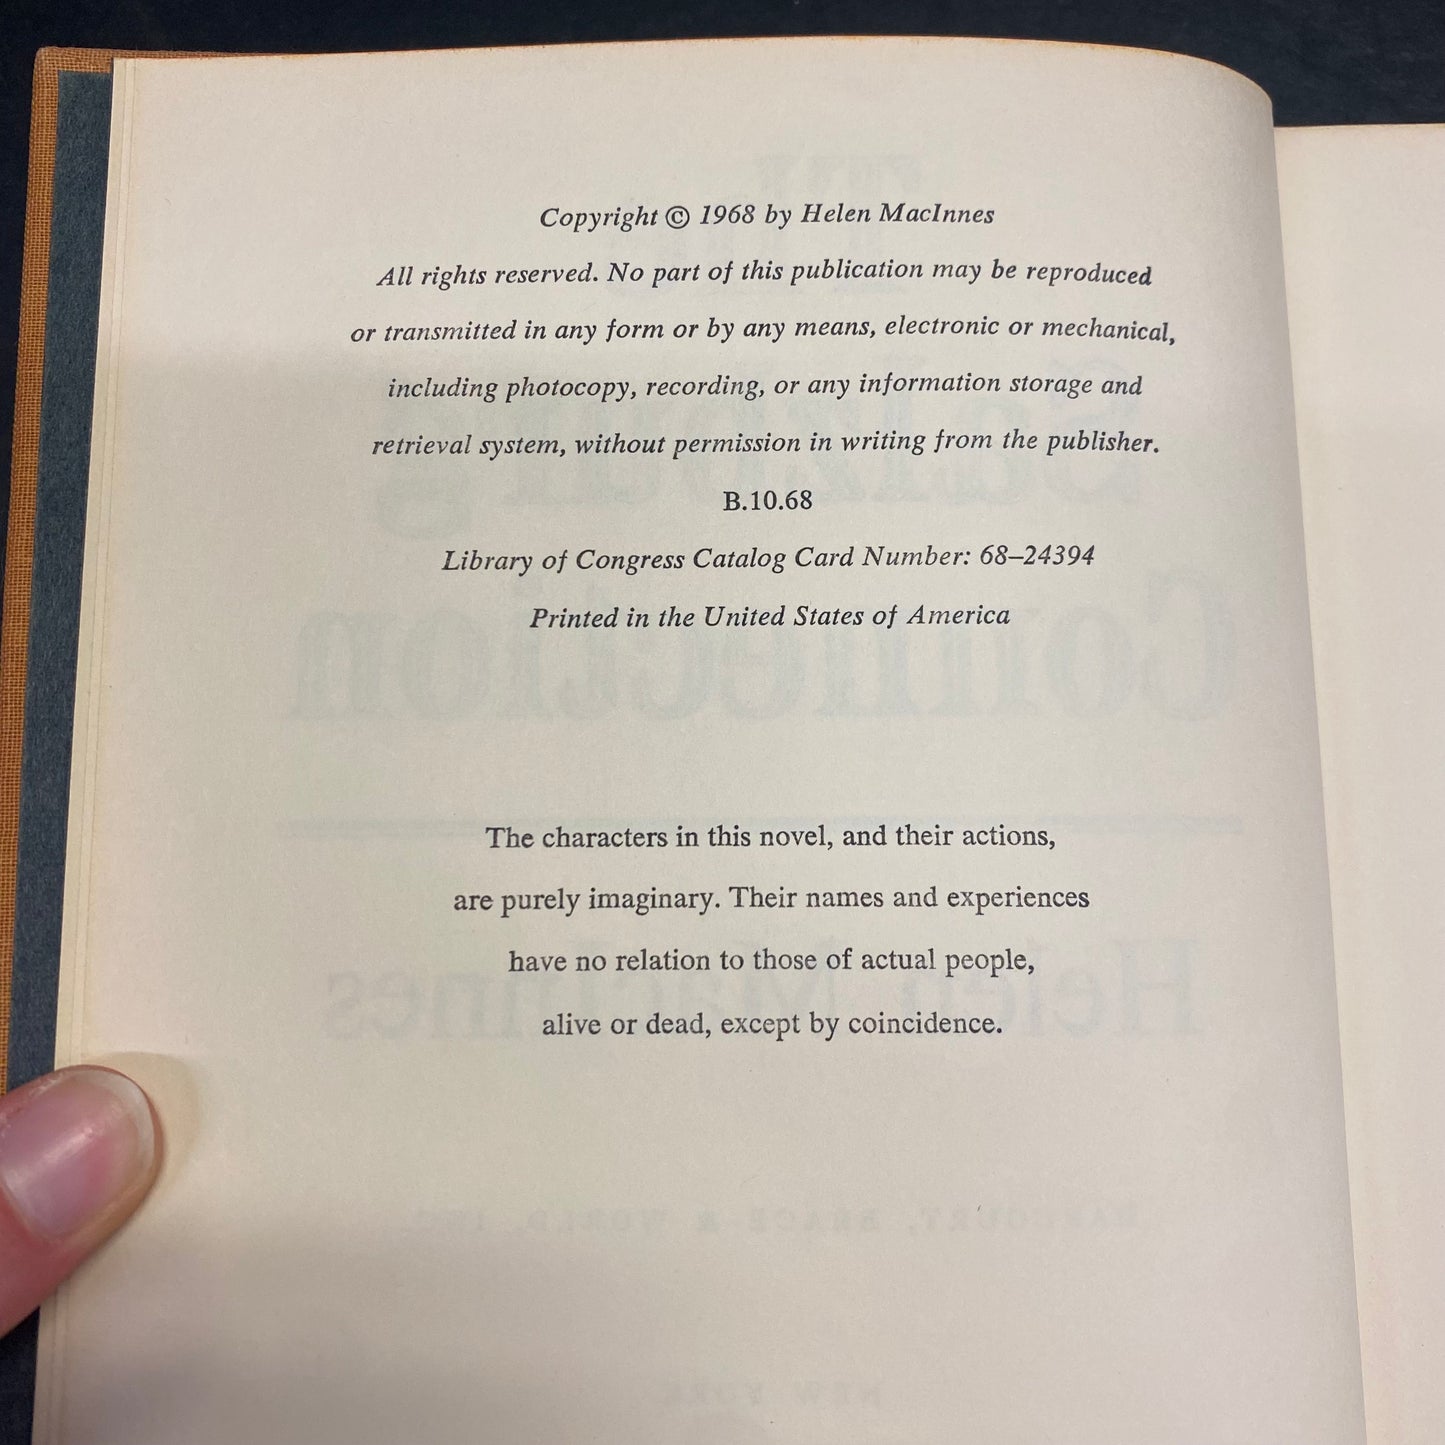 Copyright © 1968 by Helen MacInnes
All rights reserved. No part of this publication may be reproduced
or transmitted in any form or by any means, electronic or mechanical,
including photocopy, recording, or any information storage and
retrieval system, without permission in writing from the publisher.
B.10.68
Library of Congress Catalog Card Number: 68–24394
Printed in the United States of America
The characters in this novel, and their actions,
are purely imaginary. Their names and experiences
have no relation to those of actual people,
alive or dead, except by coincidence.